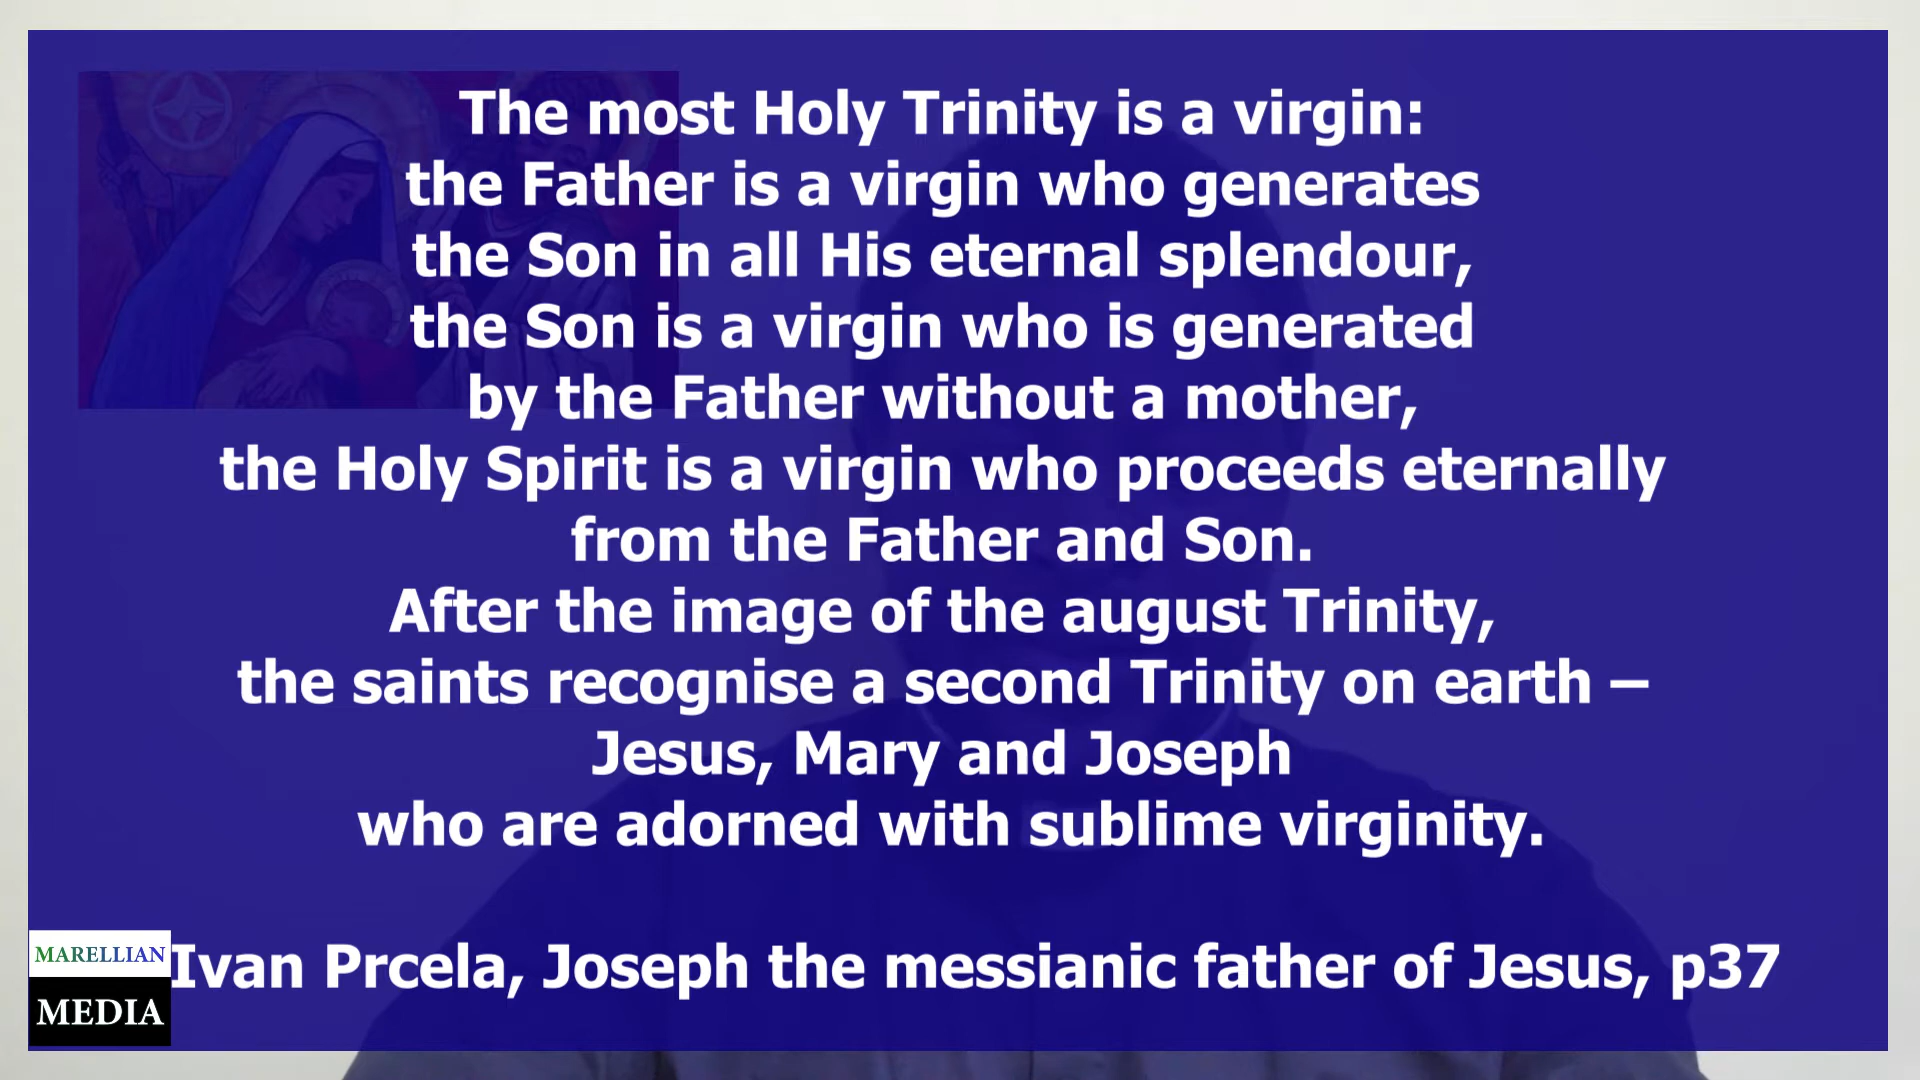 The most Holy Trinity is a virgin:
the Father is a virgin who generates
the Son in all His eternal splendour,
the Son is a virgin who is generated
by the Father without a mother,
the Holy Spirit is a virgin who proceeds eternally
from the Father and Son.
After the image of the august Trinity,
the saints recognise a second Trinity on earth –
Jesus, Mary and Joseph
who are adorned with sublime virginity.
Ivan Prcela, Joseph the messianic father of Jesus, p37
MARELLIAN
MEDIA